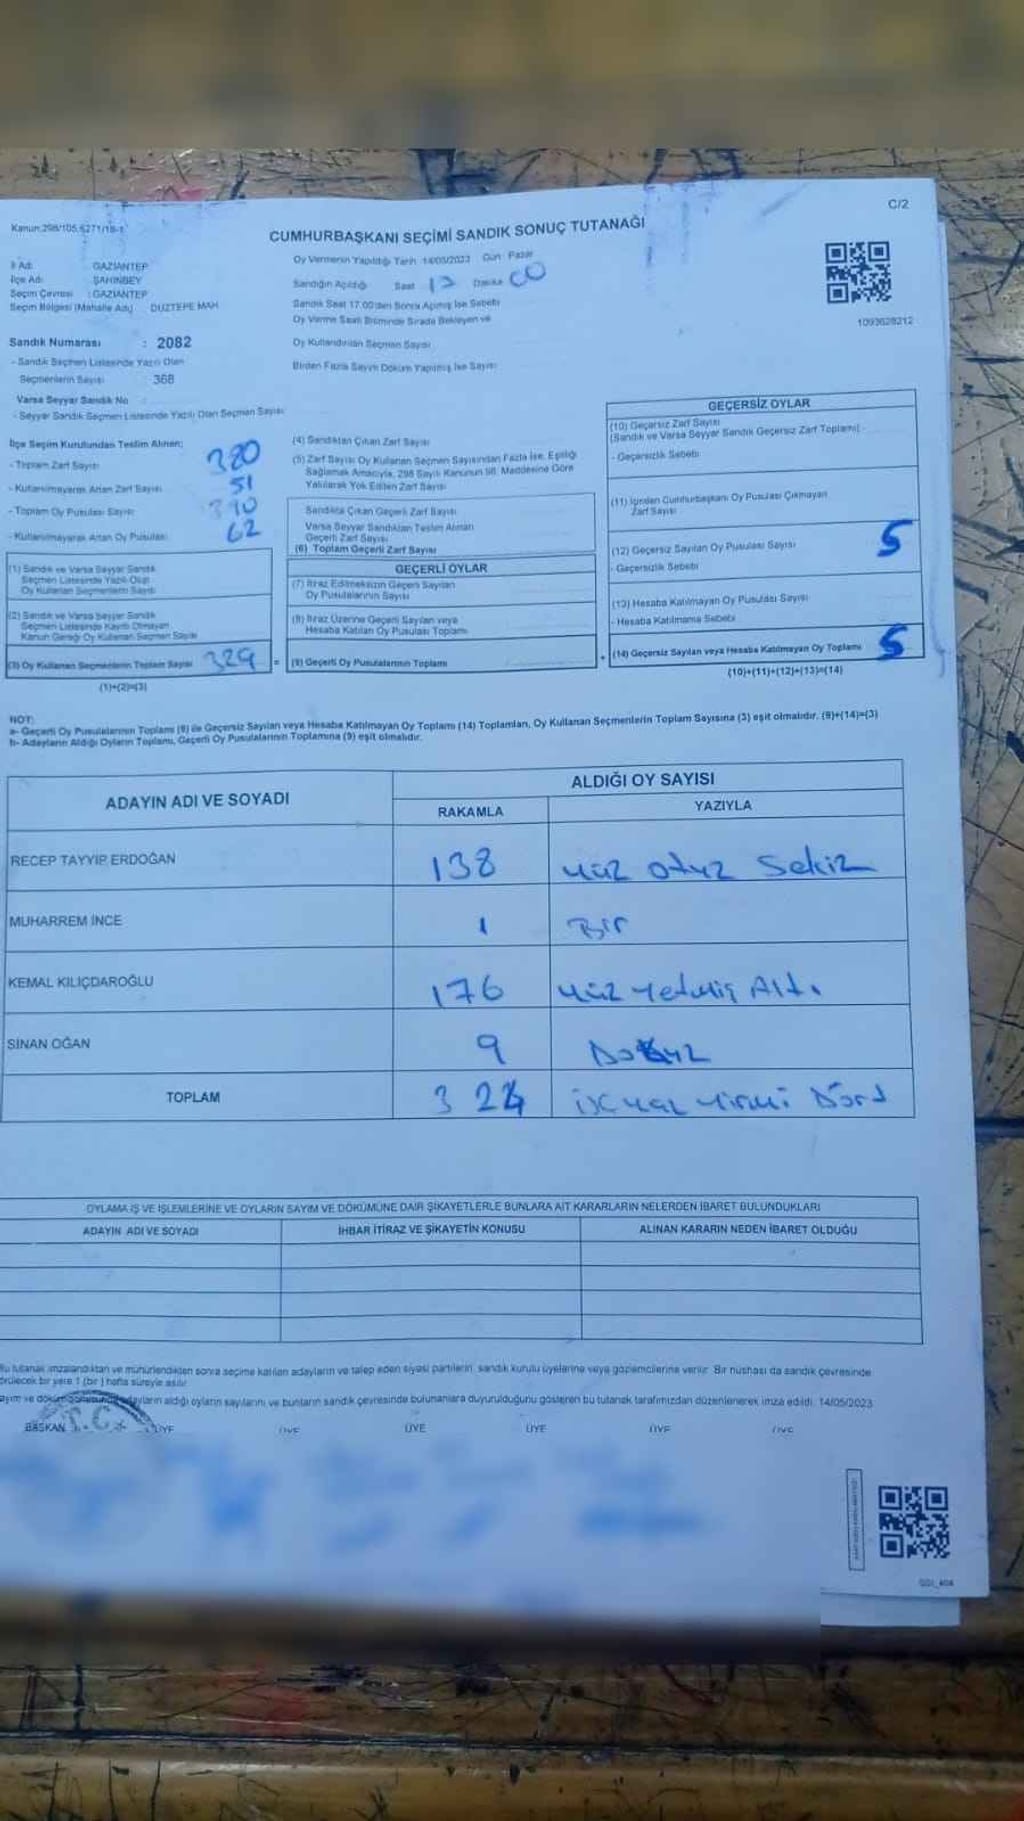 C/2
Kanun:298/105,6271/18-1
CUMHURBAŞKANI SEÇİMİ SANDIK SONUÇ TUTANAĞI
İl Adı : GAZİANTEP
İlçe Adı : ŞAHİNBEY
Seçim Çevresi : GAZİANTEP
Seçim Bölgesi (Mahalle Adı) DÜZTEPE MAH.
Oy Vermenin Yapıldığı Tarih 14/05/2023 Gün: Pazar
Sandığın Açıldığı Saat Dakika 00
Sandık Saat 17.00'den Sonra Açılmış İse Sebebi
Oy Verme Saati Bitiminde Sırada Bekleyen ve
Oy Kullandırılan Seçmen Sayısı
Birden Fazla Sayım Döküm Yapılmış İse Sayısı
1093628212
Sandık Numarası : 2082
- Sandık Seçmen Listesinde Yazılı Olan
Seçmenlerin Sayısı 368
Varsa Seyyar Sandık No
- Seyyar Sandık Seçmen Listesinde Yazılı Olan Seçmen Sayısı
İlçe Seçim Kurulundan Teslim Alınan;
- Toplam Zarf Sayısı 380
- Kullanılmayarak Artan Zarf Sayısı 51
- Toplam Oy Pusulası Sayısı 390
- Kullanılmayarak Artan Oy Pusulası 62
(1) Sandık ve Varsa Seyyar Sandık
Seçmen Listesinde Yazılı Olup
Oy Kullanan Seçmenlerin Sayısı
(2) Sandık ve Varsa Seyyar Sandık
Seçmen Listesinde Kayıtlı Olmayan
Kanun Gereği Oy Kullanan Seçmen Sayısı
(3) Oy Kullanan Seçmenlerin Toplam Sayısı 329 =
(1)+(2)=(3)
(4) Sandıktan Çıkan Zarf Sayısı
(5) Zarf Sayısı Oy Kullanan Seçmen Sayısından Fazla İse, Eşitliği
Sağlamak Amacıyla, 298 Sayılı Kanunun 98. Maddesine Göre
Yakılarak Yok Edilen Zarf Sayısı
Sandıkta Çıkan Geçerli Zarf Sayısı
Varsa Seyyar Sandıktan Teslim Alınan
Geçerli Zarf Sayısı
(6) Toplam Geçerli Zarf Sayısı
GEÇERLİ OYLAR
(7) İtiraz Edilmeksizin Geçerli Sayılan
Oy Pusulalarının Sayısı
(8) İtiraz Üzerine Geçerli Sayılan veya
Hesaba Katılan Oy Pusulası Toplamı
(9) Geçerli Oy Pusulalarının Toplamı +
GEÇERSİZ OYLAR
(10) Geçersiz Zarf Sayısı
(Sandık ve Varsa Seyyar Sandık Geçersiz Zarf Toplamı)
- Geçersizlik Sebebi
(11) İçinden Cumhurbaşkanı Oy Pusulası Çıkmayan
Zarf Sayısı
(12) Geçersiz Sayılan Oy Pusulası Sayısı 5
- Geçersizlik Sebebi
(13) Hesaba Katılmayan Oy Pusulası Sayısı
- Hesaba Katılmama Sebebi
(14) Geçersiz Sayılan veya Hesaba Katılmayan Oy Toplamı 5
(10)+(11)+(12)+(13)=(14)
NOT:
a- Geçerli Oy Pusulalarının Toplamı (9) ile Geçersiz Sayılan veya Hesaba Katılmayan Oy Toplamı (14) Toplamları, Oy Kullanan Seçmenlerin Toplam Sayısına (3) eşit olmalıdır. (9)+(14)=(3)
b- Adayların Aldığı Oyların Toplamı, Geçerli Oy Pusulalarının Toplamına (9) eşit olmalıdır.
ADAYIN ADI VE SOYADI
ALDIĞI OY SAYISI
RAKAMLA YAZIYLA
RECEP TAYYİP ERDOĞAN 138 yüz otuz Sekiz
MUHARREM İNCE 1 Bir
KEMAL KILIÇDAROĞLU 176 yüz yetmiş Altı
SİNAN OĞAN 9 Dokuz
TOPLAM 324 üçyüz yirmi Dört
OYLAMA İŞ VE İŞLEMLERİNE VE OYLARIN SAYIM VE DÖKÜMÜNE DAİR ŞİKAYETLERLE BUNLARA AİT KARARLARIN NELERDEN İBARET BULUNDUKLARI
ADAYIN ADI VE SOYADI İHBAR İTİRAZ VE ŞİKAYETİN KONUSU ALINAN KARARIN NEDEN İBARET OLDUĞU
Bu tutanak imzalandıktan ve mühürlendikten sonra seçime katılan adayların ve talep eden siyasi partilerin sandık kurulu üyelerine veya gözlemcilerine verilir. Bir nüshası da sandık çevresinde
görülecek bir yere 1 (bir) hafta süreyle asılır.
aldığı oyların sayılarını ve bunların sandık çevresinde bulunanlara duyurulduğunu gösteren bu tutanak tarafımızdan düzenlenerek imza edildi. 14/05/2023
T.C.
BAŞKAN ÜYE ÜYE ÜYE ÜYE ÜYE ÜYE